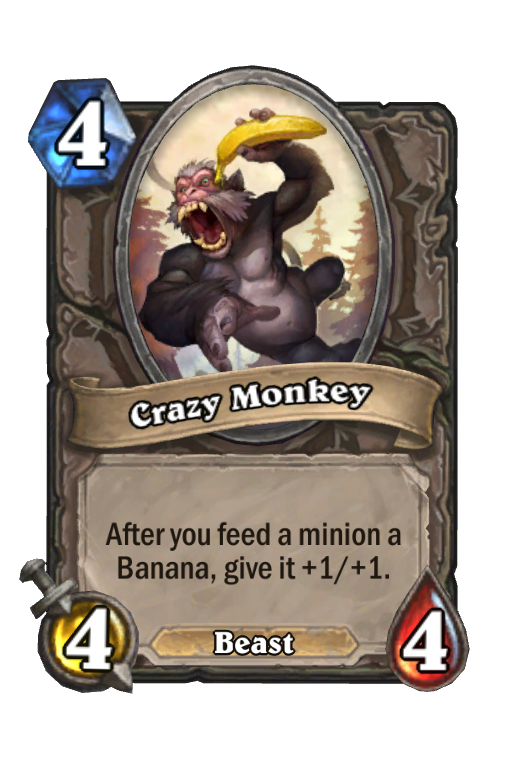 4
Crazy Monkey
After you feed a minion a
Banana, give it +1/+1.
4
Beast
4